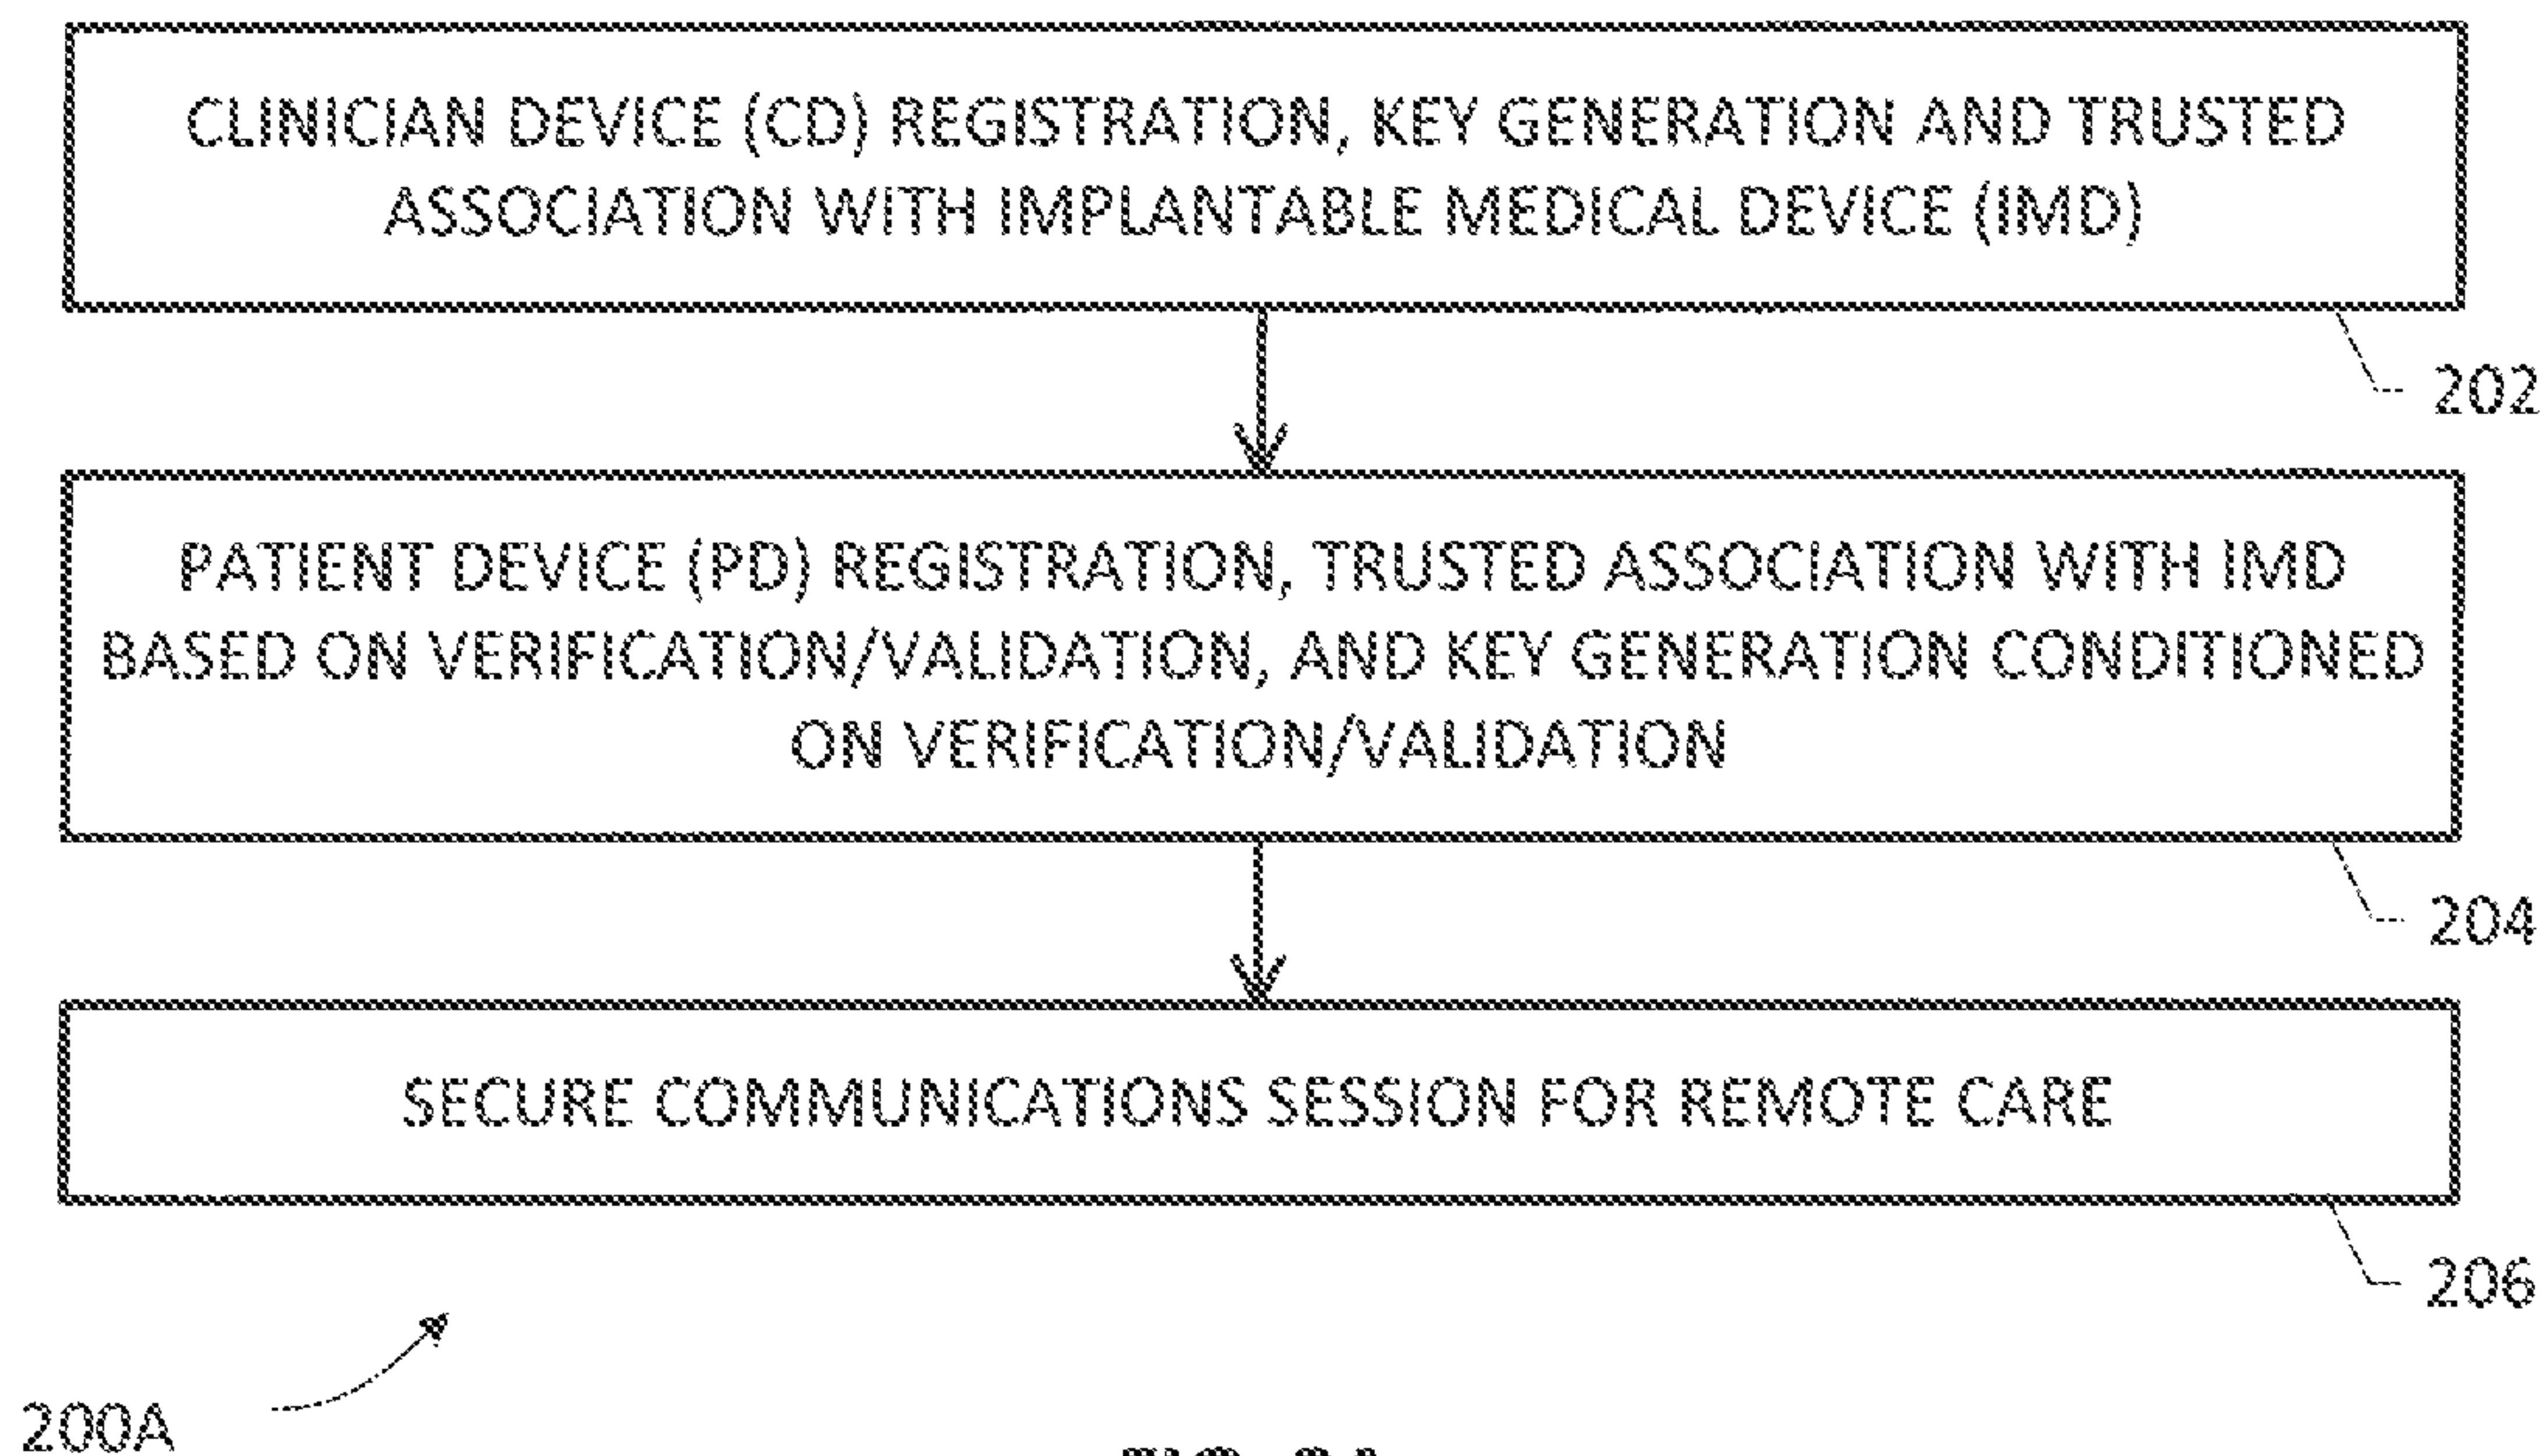 CLINICIAN DEVICE (CD) REGISTRATION, KEY GENERATION AND TRUSTED
ASSOCIATION WITH IMPLANTABLE MEDICAL DEVICE (IMD)
202
PATIENT DEVICE (PD) REGISTRATION, TRUSTED ASSOCIATION WITH IMD
BASED ON VERIFICATION/VALIDATION, AND KEY GENERATION CONDITIONED
ON VERIFICATION/VALIDATION
204
SECURE COMMUNICATIONS SESSION FOR REMOTE CARE
206
200A